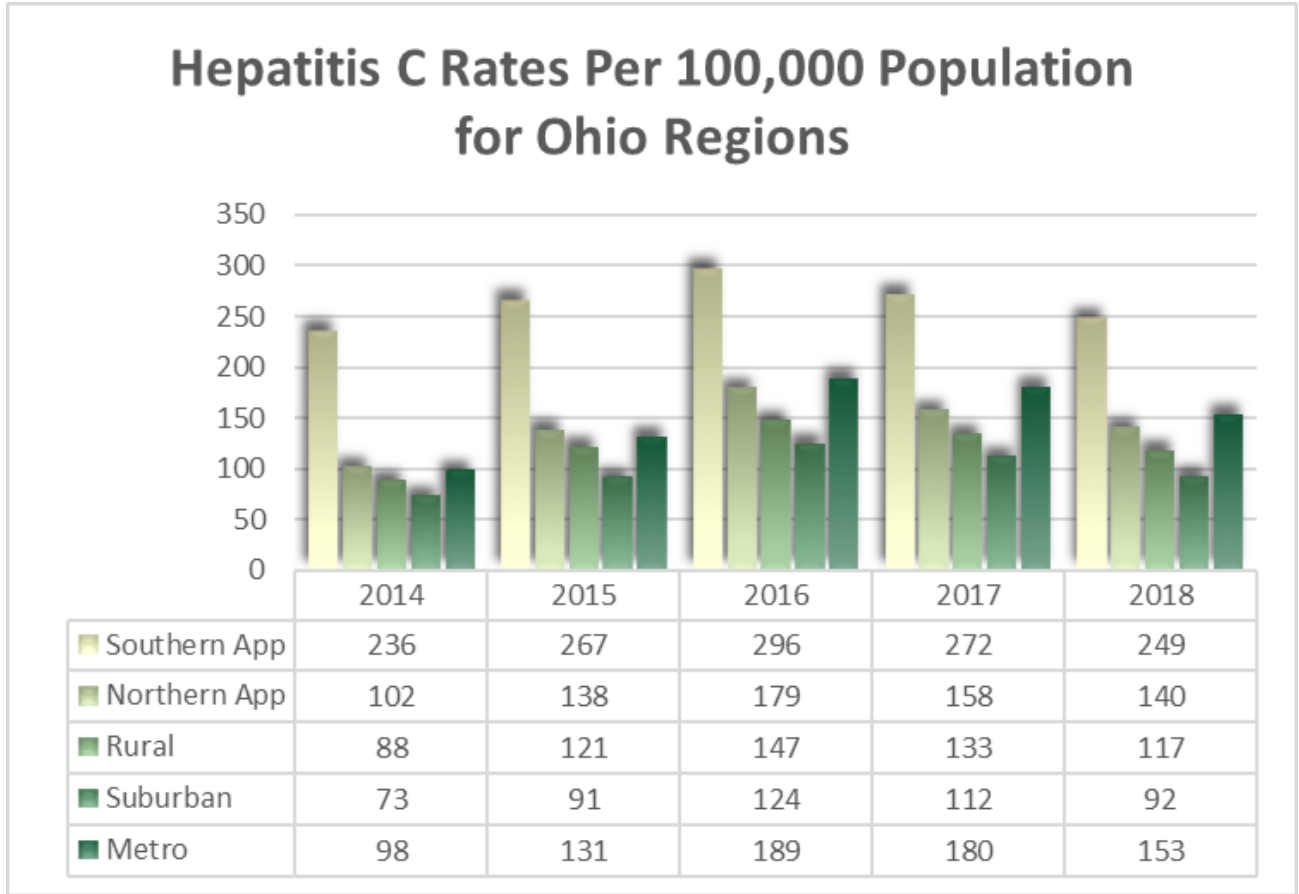 Hepatitis C Rates Per 100,000 Population
for Ohio Regions
350
300
250
200
150
100
50
0
2014 2015 2016 2017 2018
Southern App 236 267 296 272 249
Northern App 102 138 179 158 140
Rural 88 121 147 133 117
Suburban 73 91 124 112 92
Metro 98 131 189 180 153